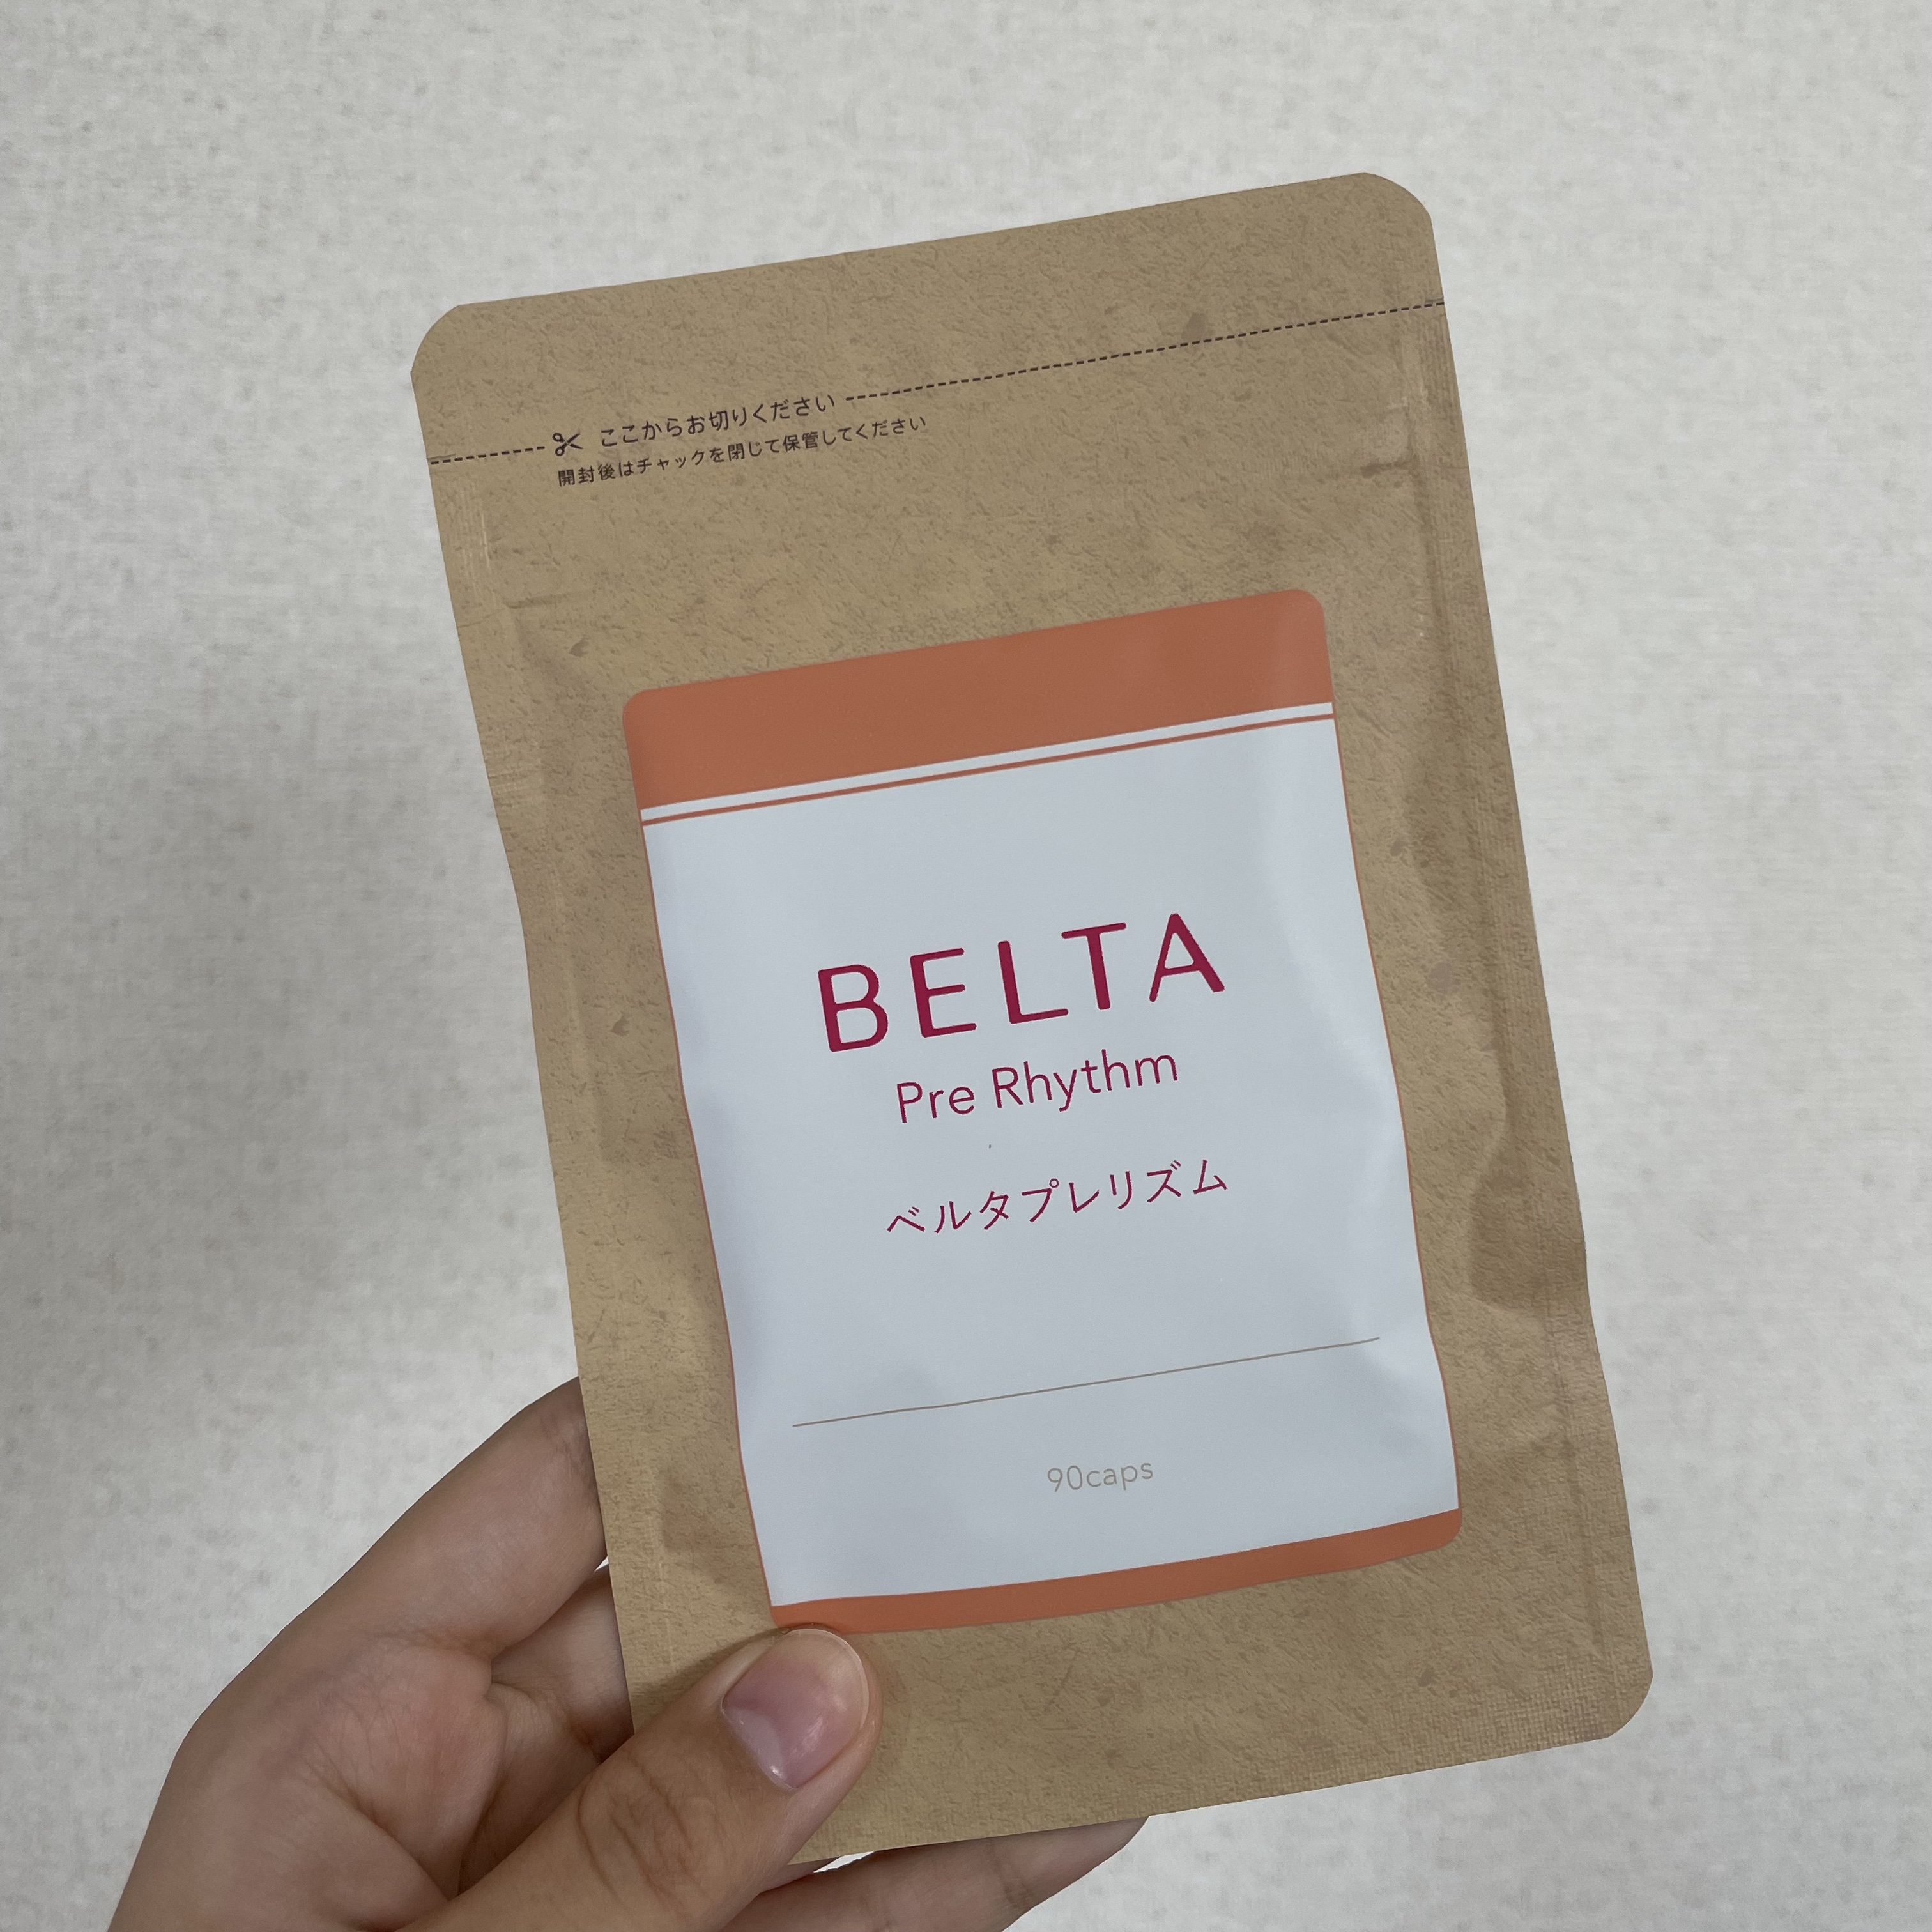 ここからお切りください
開封後はチャックを閉じて保管してください
BELTA
Pre Rhythm
ベルタプレリズム
90caps